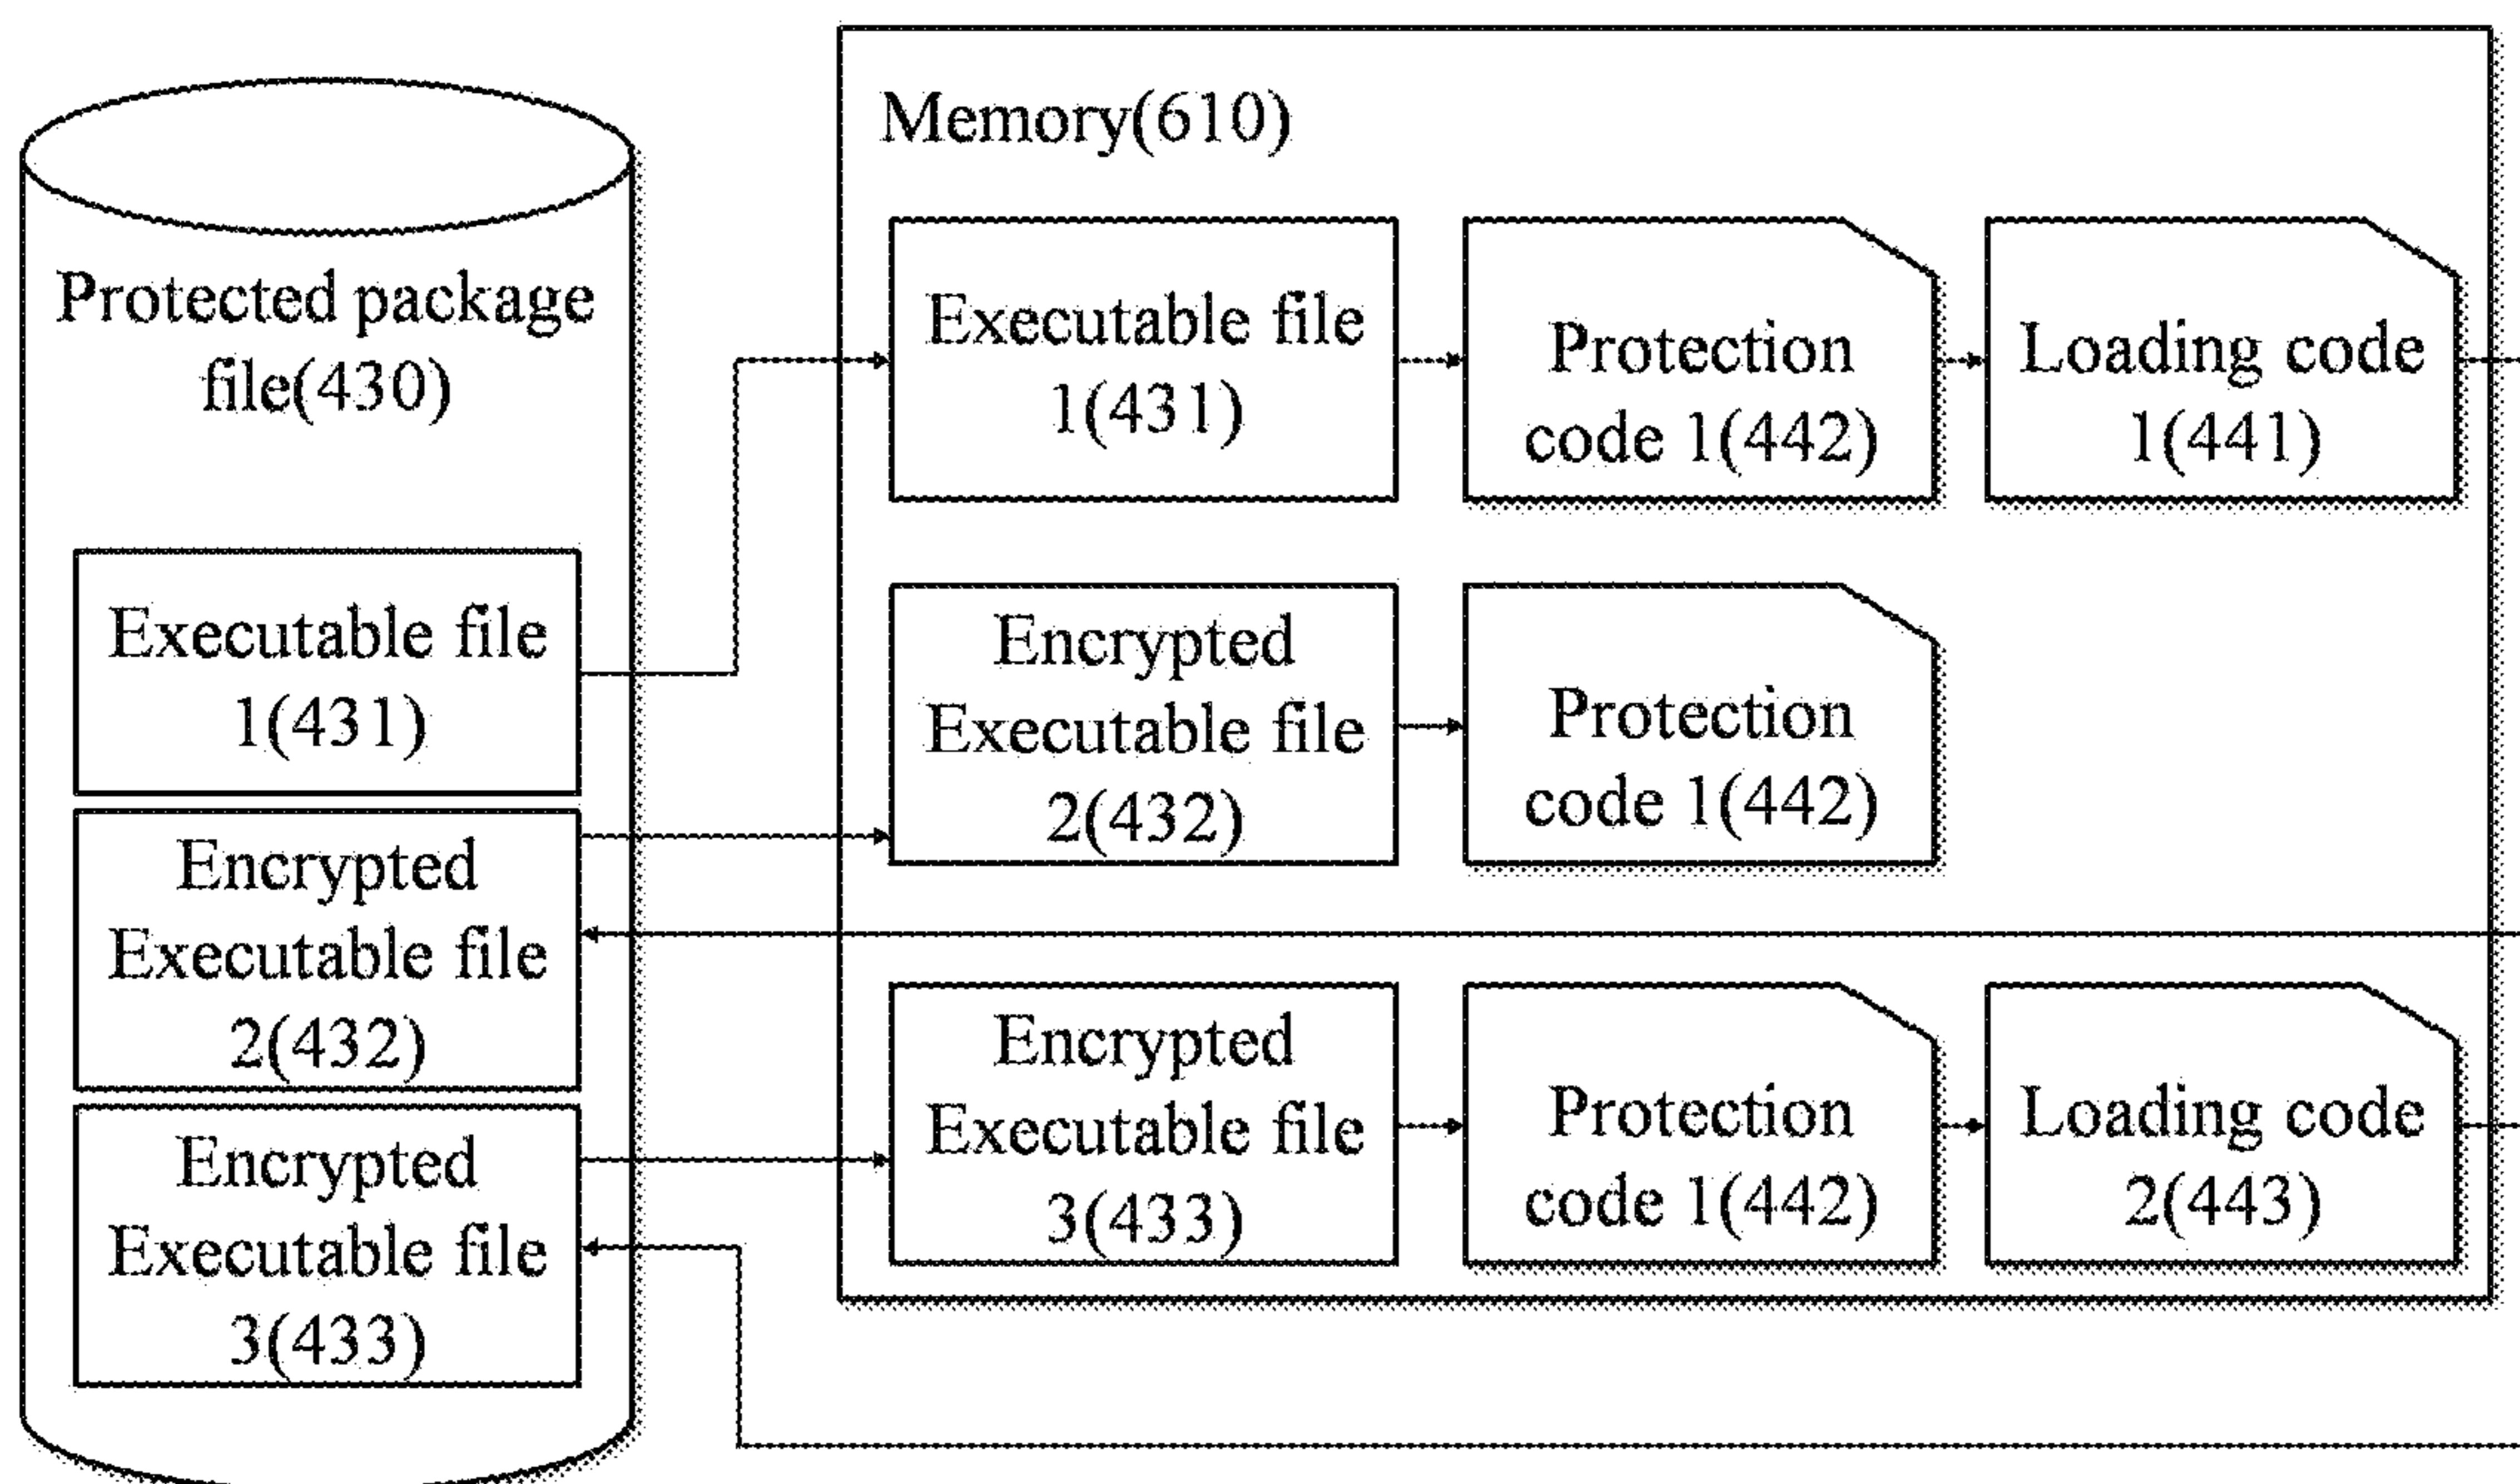 Protected package
file(430)
Executable file
1(431)
Encrypted
Executable file
2(432)
Encrypted
Executable file
3(433)
Memory(610)
Executable file
1(431)
Protection
code 1(442)
Loading code
1(441)
Encrypted
Executable file
2(432)
Protection
code 1(442)
Encrypted
Executable file
3(433)
Protection
code 1(442)
Loading code
2(443)